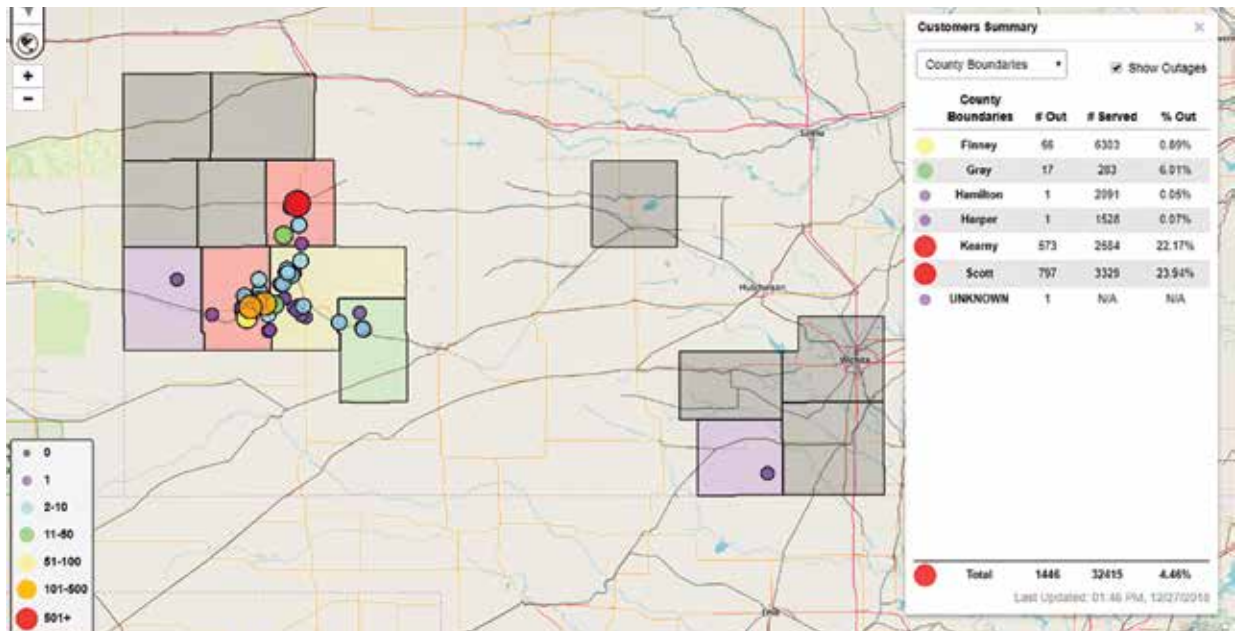 Customers Summary ×
County Boundaries Show Outages
County
Boundaries # Out # Served % Out
Finney 66 6303
Gray 17 283 6.01%
Hamilton 1 2091 0.05%
Harper 1 1528 0.07%
Kearny 573 2584 22.17%
Scott 797 3329 23.94%
UNKNOWN 1 N/A N/A
Total 1446 32415 4.46%
Last Updated: 01:46 PM, 12/27/2018
+
−
Hutchinson
Wichita
Enid
0
1
2-10
11-50
51-100
101-500
501+